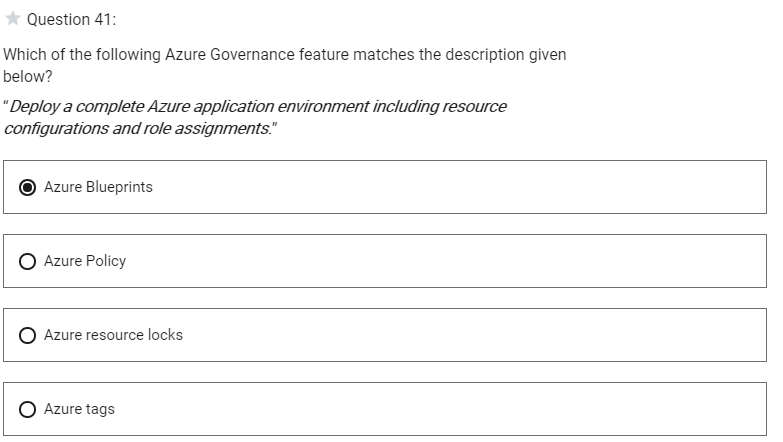 Question 41:
Which of the following Azure Governance feature matches the description given
below?
"Deploy a complete Azure application environment including resource
configurations and role assignments."
Azure Blueprints
Azure Policy
Azure resource locks
Azure tags